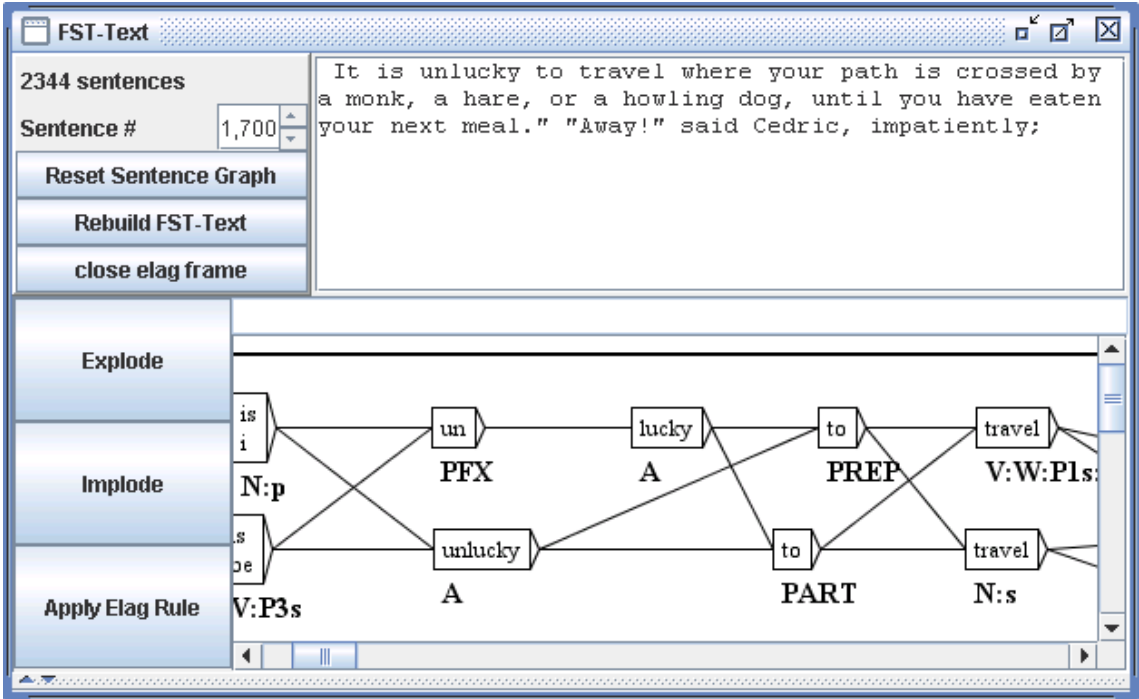 FST-Text
2344 sentences
Sentence # 1,700
Reset Sentence Graph
Rebuild FST-Text
close elag frame
It is unlucky to travel where your path is crossed by
a monk, a hare, or a howling dog, until you have eaten
your next meal." "Away!" said Cedric, impatiently;
Explode
Implode
Apply Elag Rule
is un lucky to travel
i
N:p PFX A PREP V:W:P1s:
unlucky to travel
be
V:P3s A PART N:s